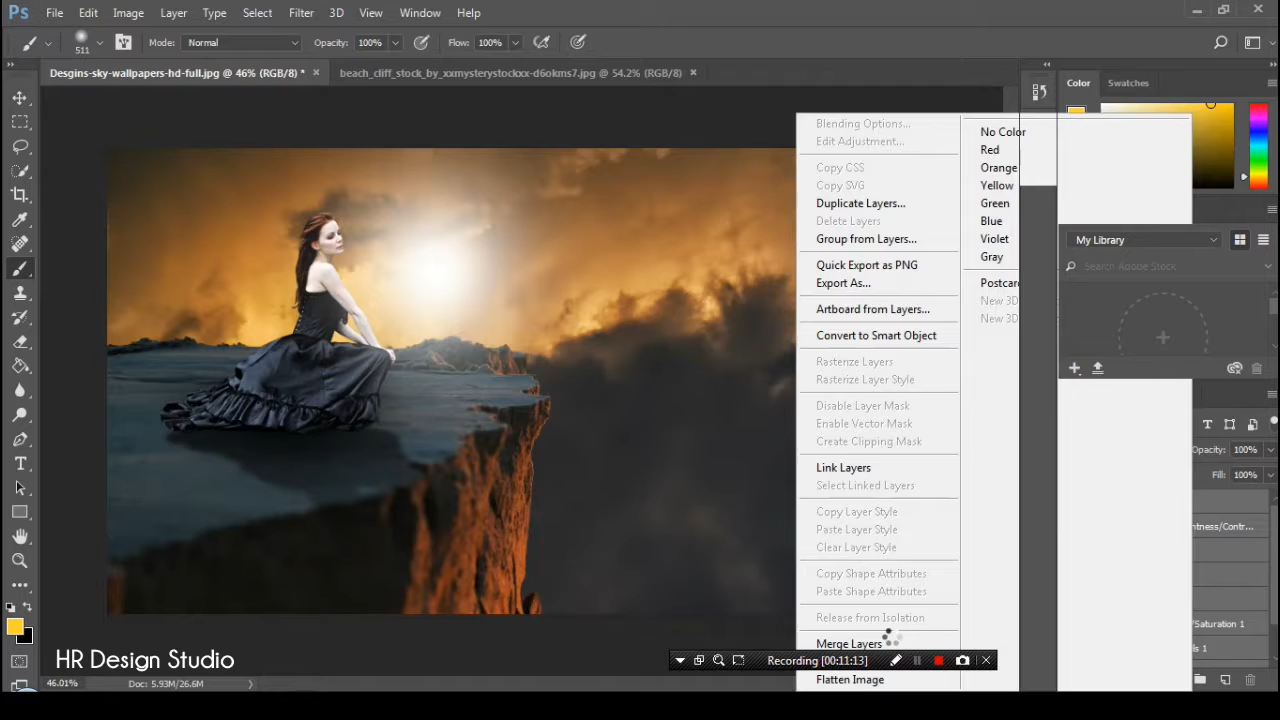 Ps File Edit Image Layer Type Select Filter 3D View Window Help
511 Mode: Normal Opacity: 100% Flow: 100%
Desgins-sky-wallpapers-hd-full.jpg @ 46% (RGB/8) * × beach_cliff_stock_by_xxmysterystockxx-d6okms7.jpg @ 54.2% (RGB/8) ×
Color Swatches
Blending Options...
Edit Adjustment...
Copy CSS
Copy SVG
Duplicate Layers...
Delete Layers
Group from Layers...
Quick Export as PNG
Export As...
Artboard from Layers...
Convert to Smart Object
Rasterize Layers
Rasterize Layer Style
Disable Layer Mask
Enable Vector Mask
Create Clipping Mask
Link Layers
Select Linked Layers
Copy Layer Style
Paste Layer Style
Clear Layer Style
Copy Shape Attributes
Paste Shape Attributes
Release from Isolation
Merge Layers
Flatten Image
No Color
Red
Orange
Yellow
Green
Blue
Violet
Gray
Postcard
New 3D
New 3D
My Library
Search Adobe Stock
Opacity: 100%
Fill: 100%
ntness/Contr...
/Saturation 1
ls 1
HR Design Studio
Recording [00:11:13]
46.01% Doc: 5.93M/26.6M